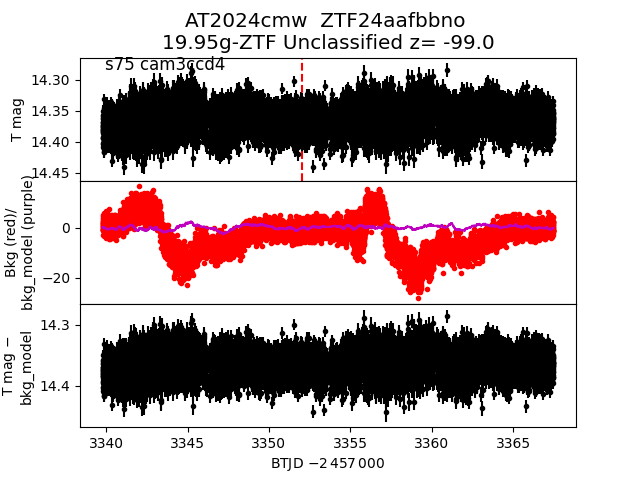 AT2024cmw  ZTF24aafbbno
19.95g-ZTF Unclassified z= -99.0
s75 cam3ccd4
14.30
14.35
14.40
14.45
T mag
0
−20
Bkg (red)/
bkg_model (purple)
14.3
14.4
T mag −
bkg_model
3340
3345
3350
3355
3360
3365
BTJD −2 457 000